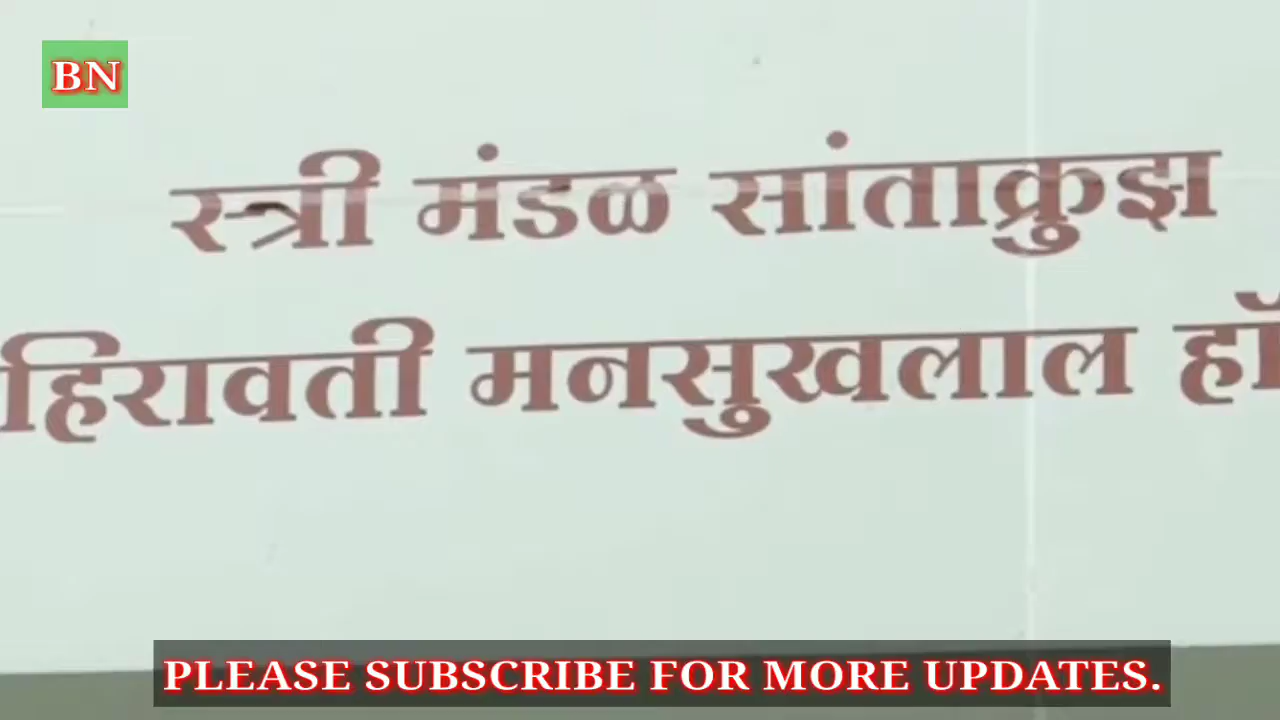 BN
स्त्री मंडळ सांताक्रुझ
हिरावती मनसुखलाल
PLEASE SUBSCRIBE FOR MORE UPDATES.